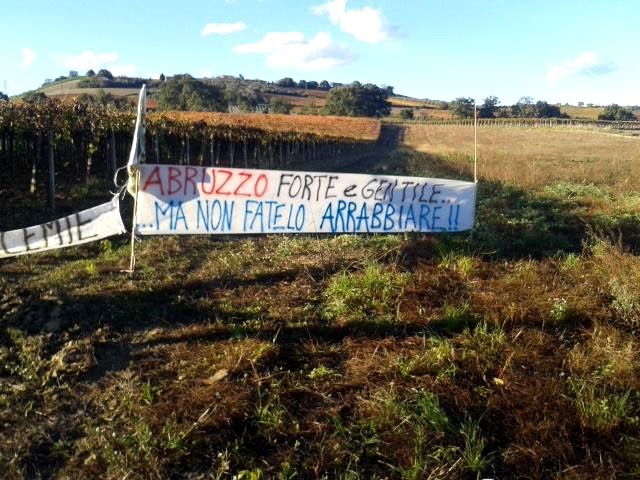 ABRUZZO FORTE e GENTILE..
...MA NON FATELO ARRABBIARE!!